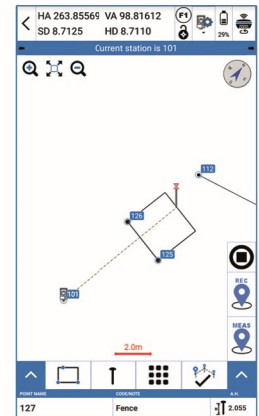 HA 263.85569 VA 98.81612
SD 8.7125 HD 8.7110
F1
29%
Current station is 101
112
126
125
101
2.0m
REC
MEAS
POINT NAME CODE/NOTE A.H.
127 Fence 2.055